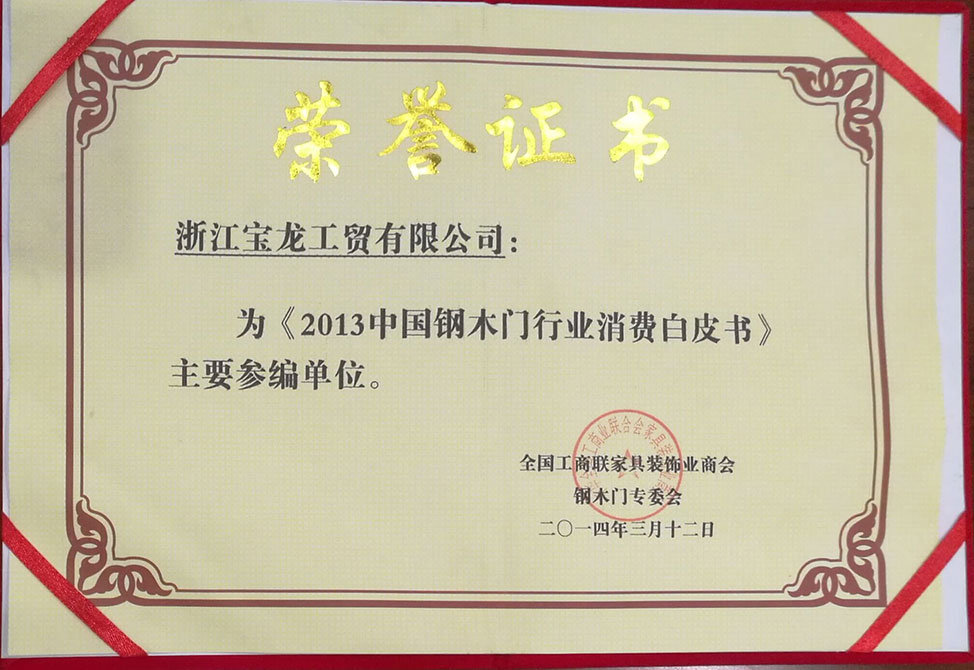 荣誉证书
浙江宝龙工贸有限公司：
为《2013中国钢木门行业消费白皮书》
主要参编单位。
全国工商联家具装饰业商会
钢木门专委会
二〇一四年三月十二日